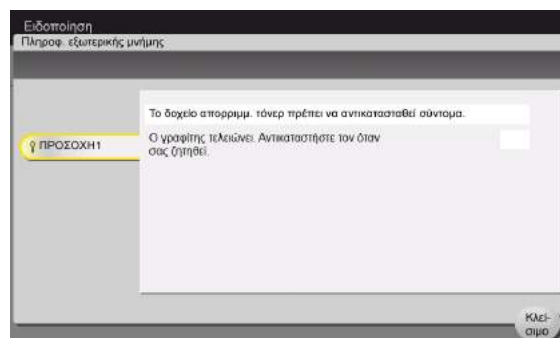 Ειδοποίηση
Πληροφ. εξωτερικής μνήμης
Το δοχείο απορριμμ. τόνερ πρέπει να αντικατασταθεί σύντομα.
ΠΡΟΣΟΧΗ1
Ο γραφίτης τελειώνει. Αντικαταστήστε τον όταν
σας ζητηθεί.
Κλεί-
σιμο